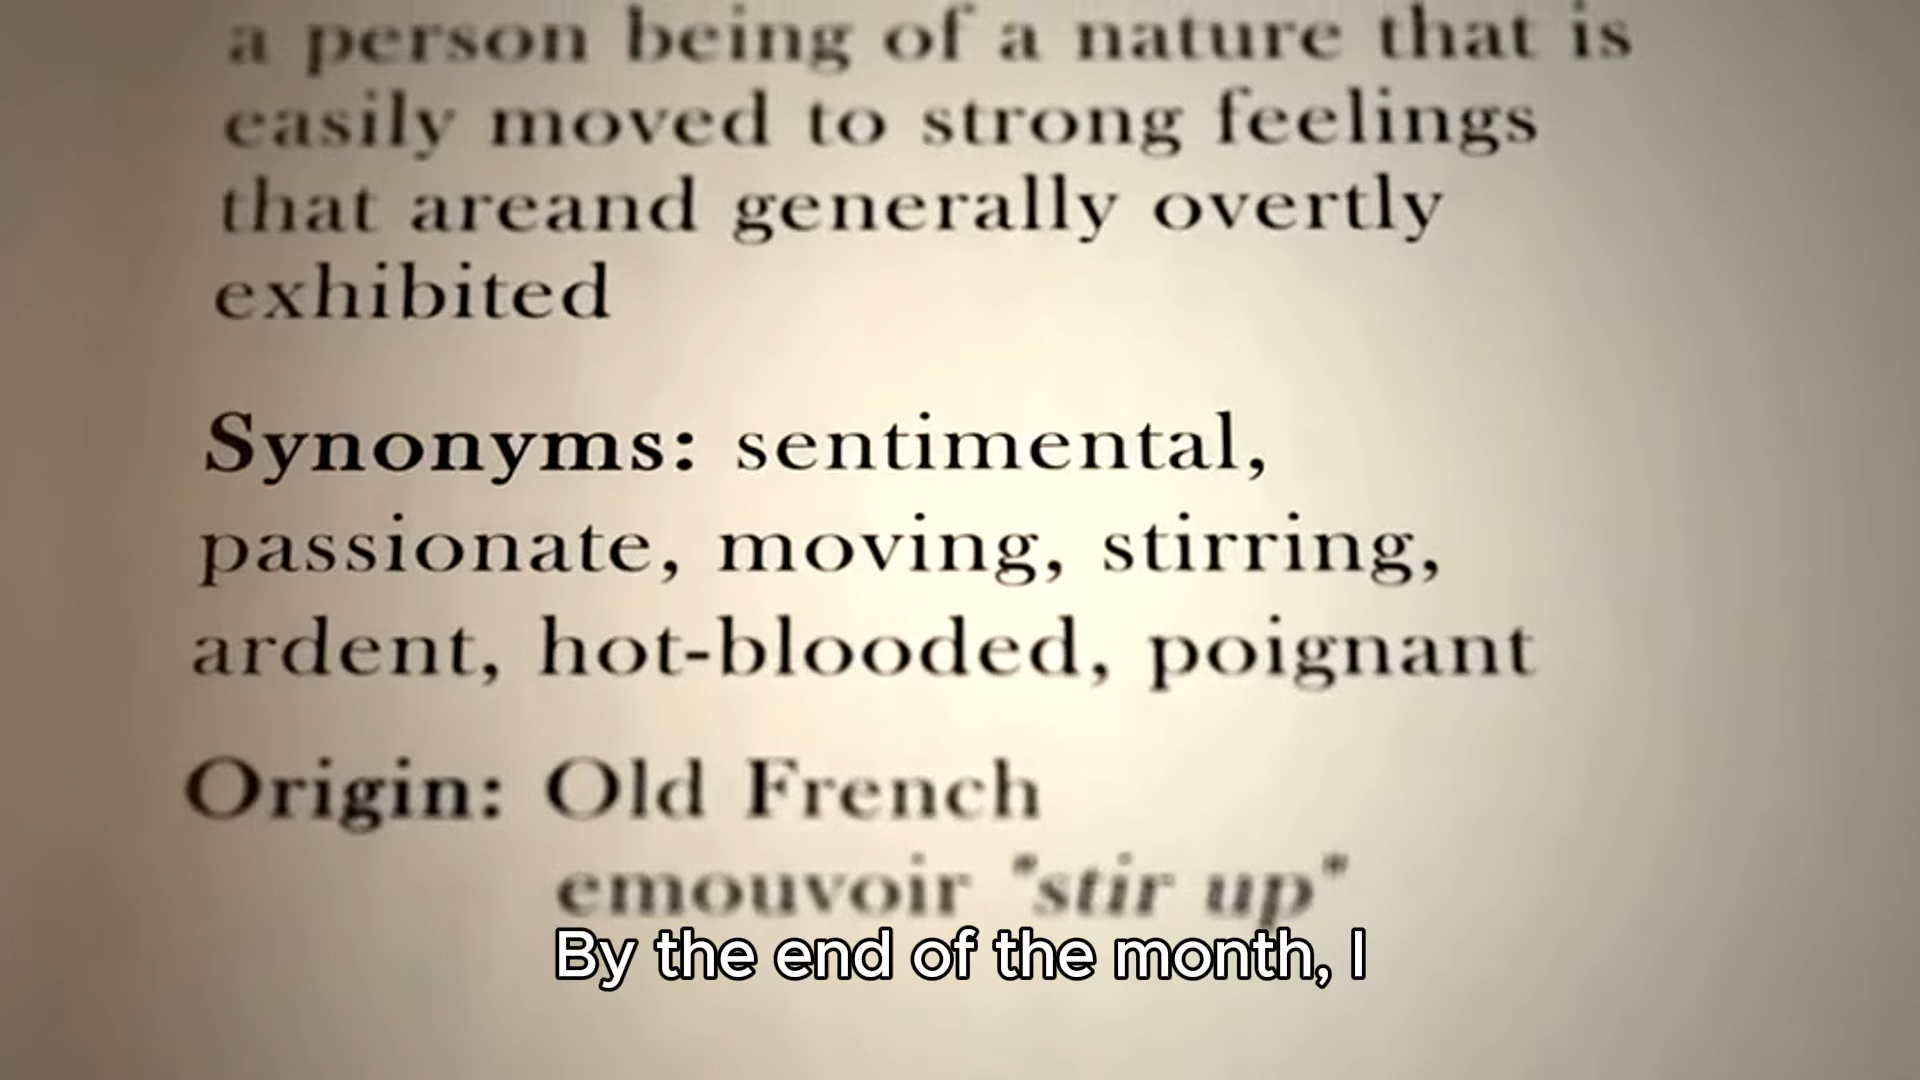 a person being of a nature that is
easily moved to strong feelings
that areand generally overtly
exhibited
Synonyms: sentimental,
passionate, moving, stirring,
ardent, hot-blooded, poignant
Origin: Old French
emouvoir "stir up"
By the end of the month, I